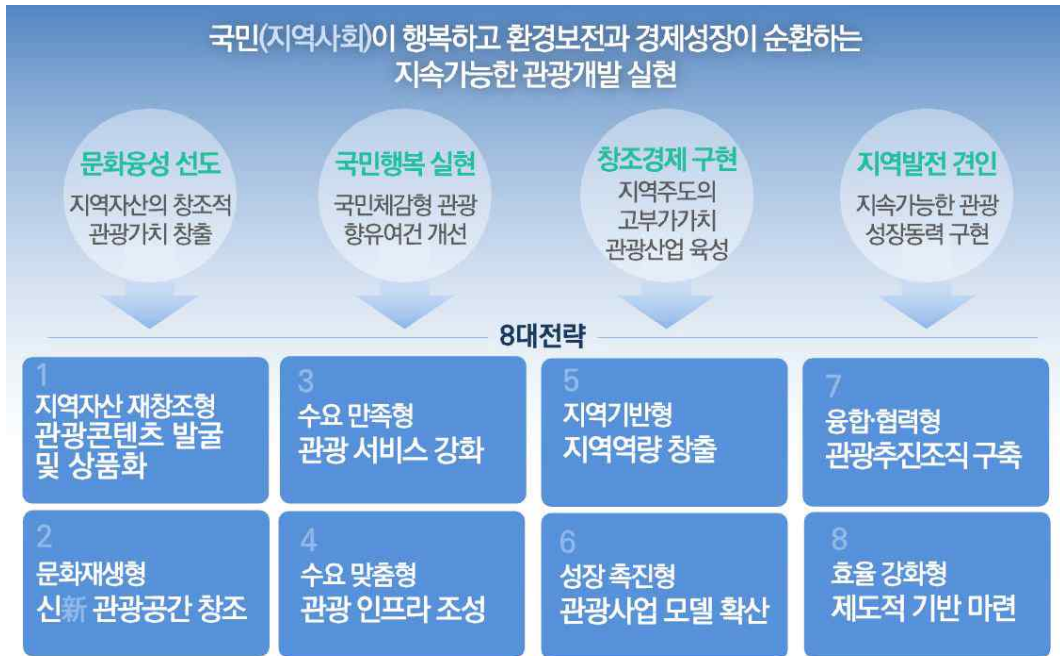 국민(지역사회)이 행복하고 환경보전과 경제성장이 순환하는
지속가능한 관광개발 실현
문화융성 선도
지역자산의 창조적
관광가치 창출
국민행복 실현
국민체감형 관광
향유여건 개선
창조경제 구현
지역주도의
고부가가치
관광산업 육성
지역발전 견인
지속가능한 관광
성장동력 구현
8대전략
1
지역자산 재창조형
관광콘텐츠 발굴
및 상품화
3
수요 만족형
관광 서비스 강화
5
지역기반형
지역역량 창출
7
융합·협력형
관광추진조직 구축
2
문화재생형
신新 관광공간 창조
4
수요 맞춤형
관광 인프라 조성
6
성장 촉진형
관광사업 모델 확산
8
효율 강화형
제도적 기반 마련